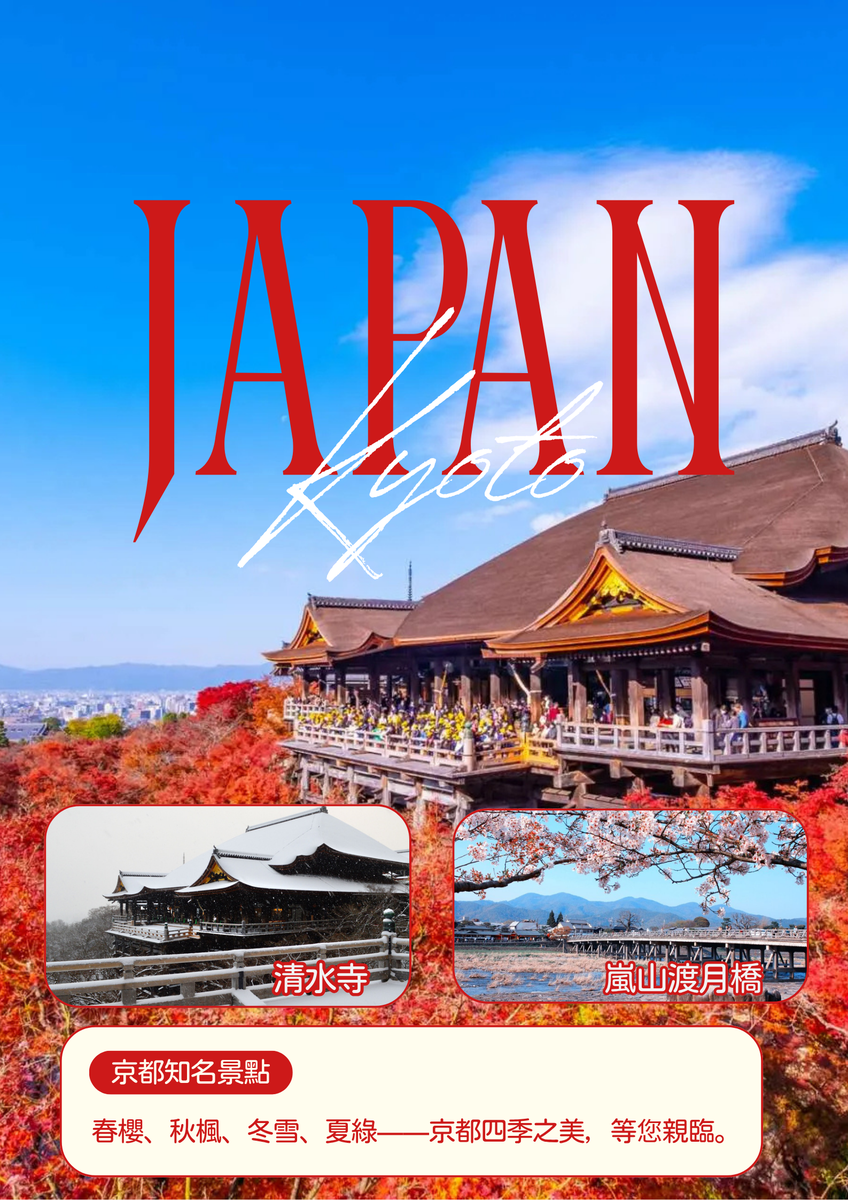 JAPAN
Kyoto
清水寺
嵐山渡月橋
京都知名景點
春櫻、秋楓、冬雪、夏綠——京都四季之美，等您親臨。